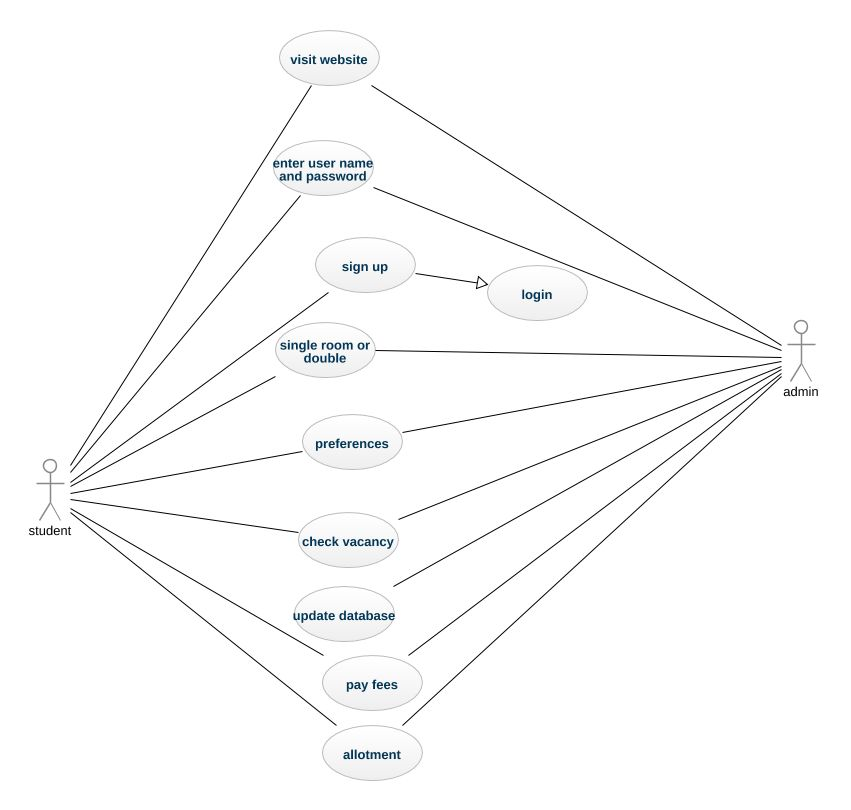 visit website
enter user name
and password
sign up
login
single room or
double
admin
preferences
student
check vacancy
update database
pay fees
allotment